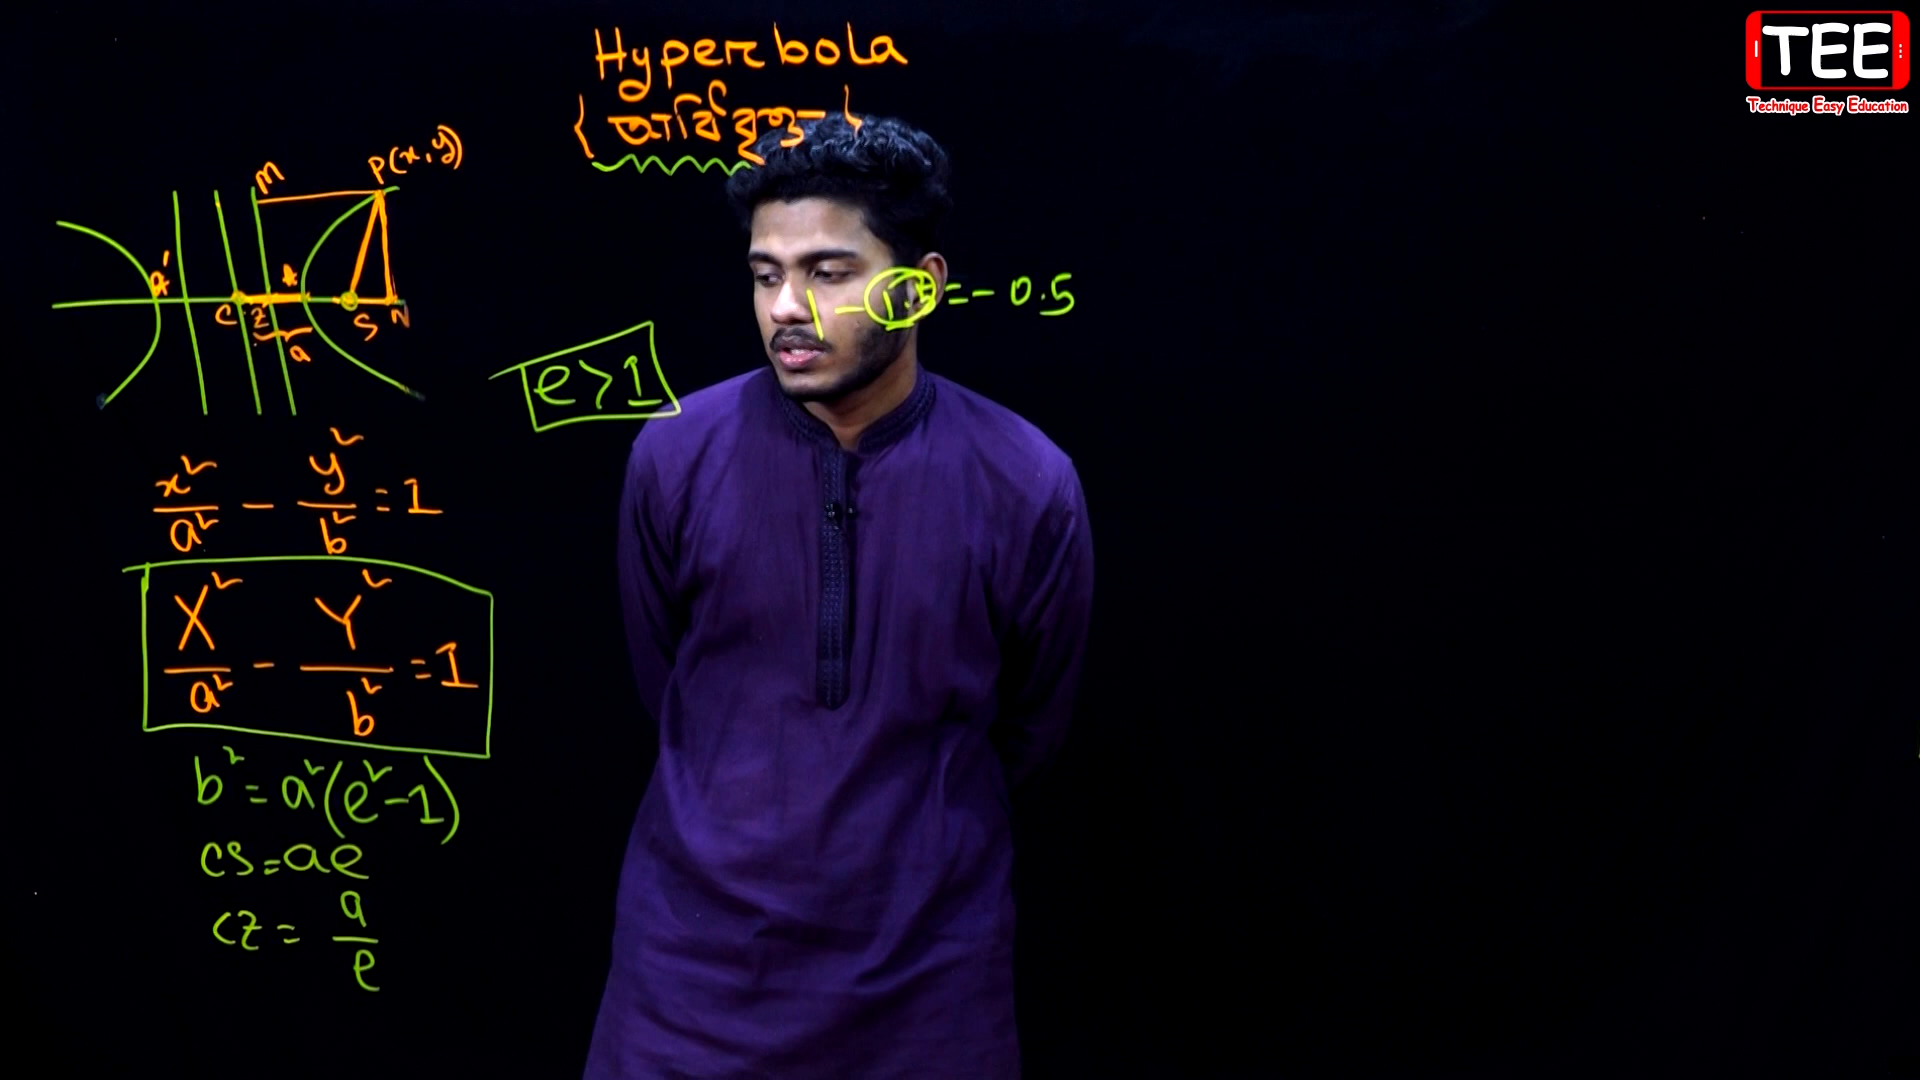 Hyperbola
{ অধিবৃত্ত }
TEE
Technique Easy Education
M
P(x, y)
A'
A
C
Z
S
N
a
1 - 1.5 = - 0.5
e > 1
x²/a² - y²/b² = 1
X²/a² - Y²/b² = 1
b² = a²(e² - 1)
CS = ae
CZ = a/e